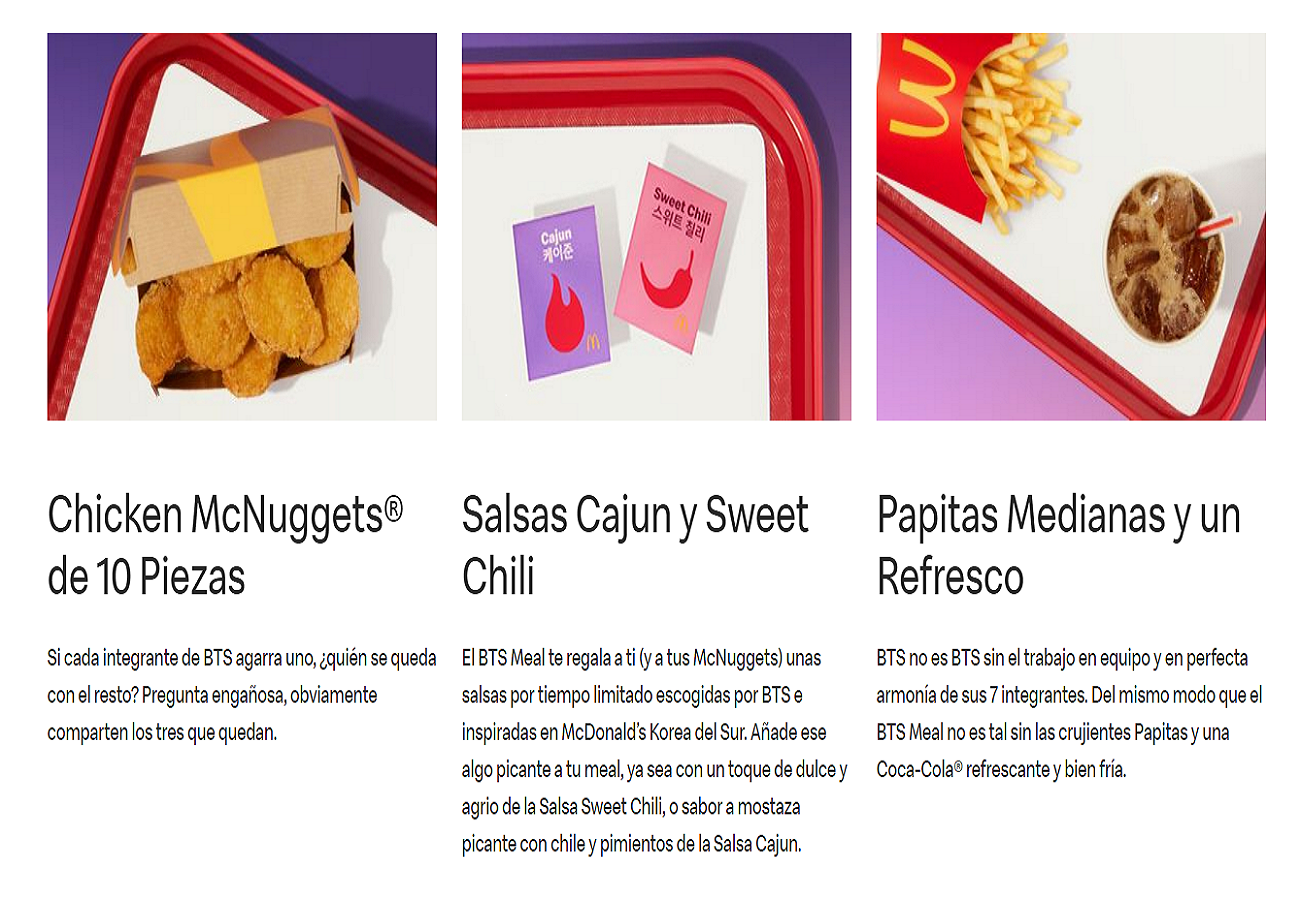 Cajun
케이준
Sweet Chili
스위트 칠리
Chicken McNuggets®
de 10 Piezas
Si cada integrante de BTS agarra uno, ¿quién se queda
con el resto? Pregunta engañosa, obviamente
comparten los tres que quedan.
Salsas Cajun y Sweet
Chili
El BTS Meal te regala a ti (y a tus McNuggets) unas
salsas por tiempo limitado escogidas por BTS e
inspiradas en McDonald’s Korea del Sur. Añade ese
algo picante a tu meal, ya sea con un toque de dulce y
agrio de la Salsa Sweet Chili, o sabor a mostaza
picante con chile y pimientos de la Salsa Cajun.
Papitas Medianas y un
Refresco
BTS no es BTS sin el trabajo en equipo y en perfecta
armonía de sus 7 integrantes. Del mismo modo que el
BTS Meal no es tal sin las crujientes Papitas y una
Coca-Cola® refrescante y bien fría.